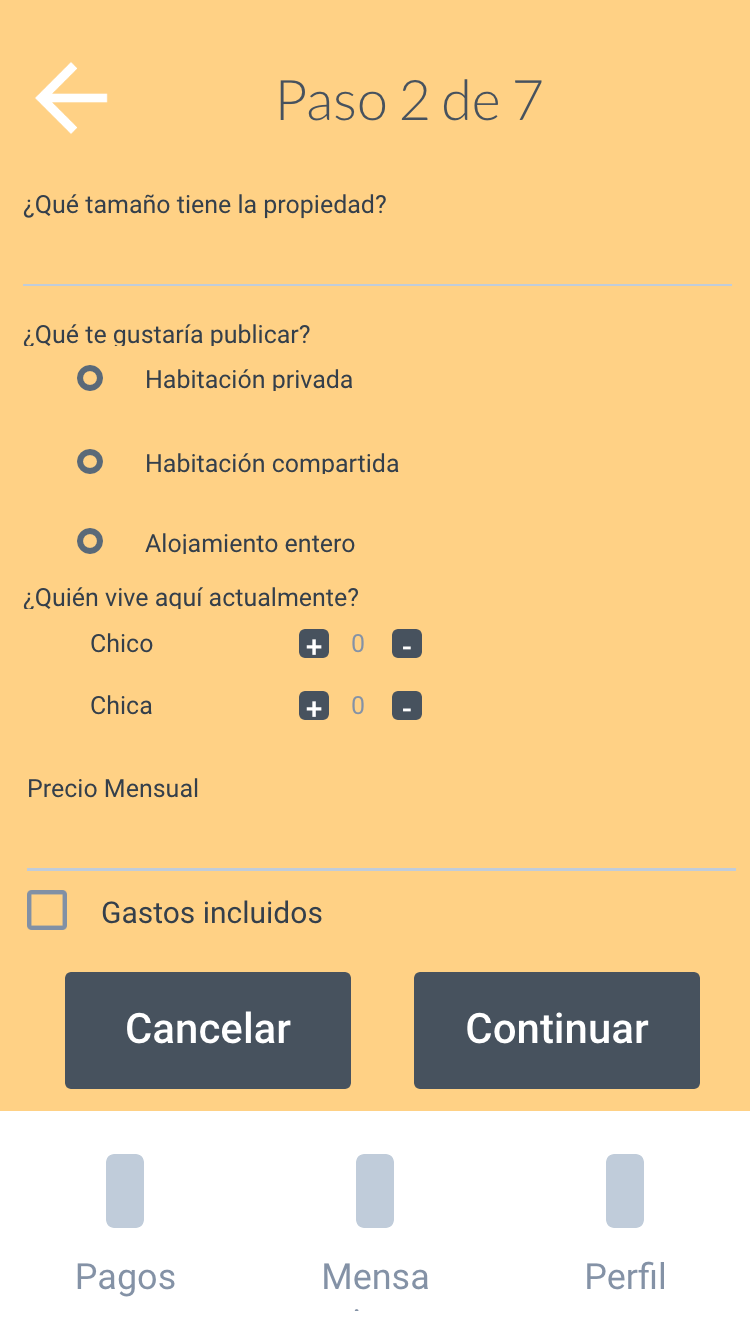 Paso 2 de 7
¿Qué tamaño tiene la propiedad?
¿Qué te gustaría publicar?
Habitación privada
Habitación compartida
Alojamiento entero
¿Quién vive aquí actualmente?
Chico + 0 -
Chica + 0 -
Precio Mensual
Gastos incluidos
Cancelar Continuar
Pagos Mensa Perfil